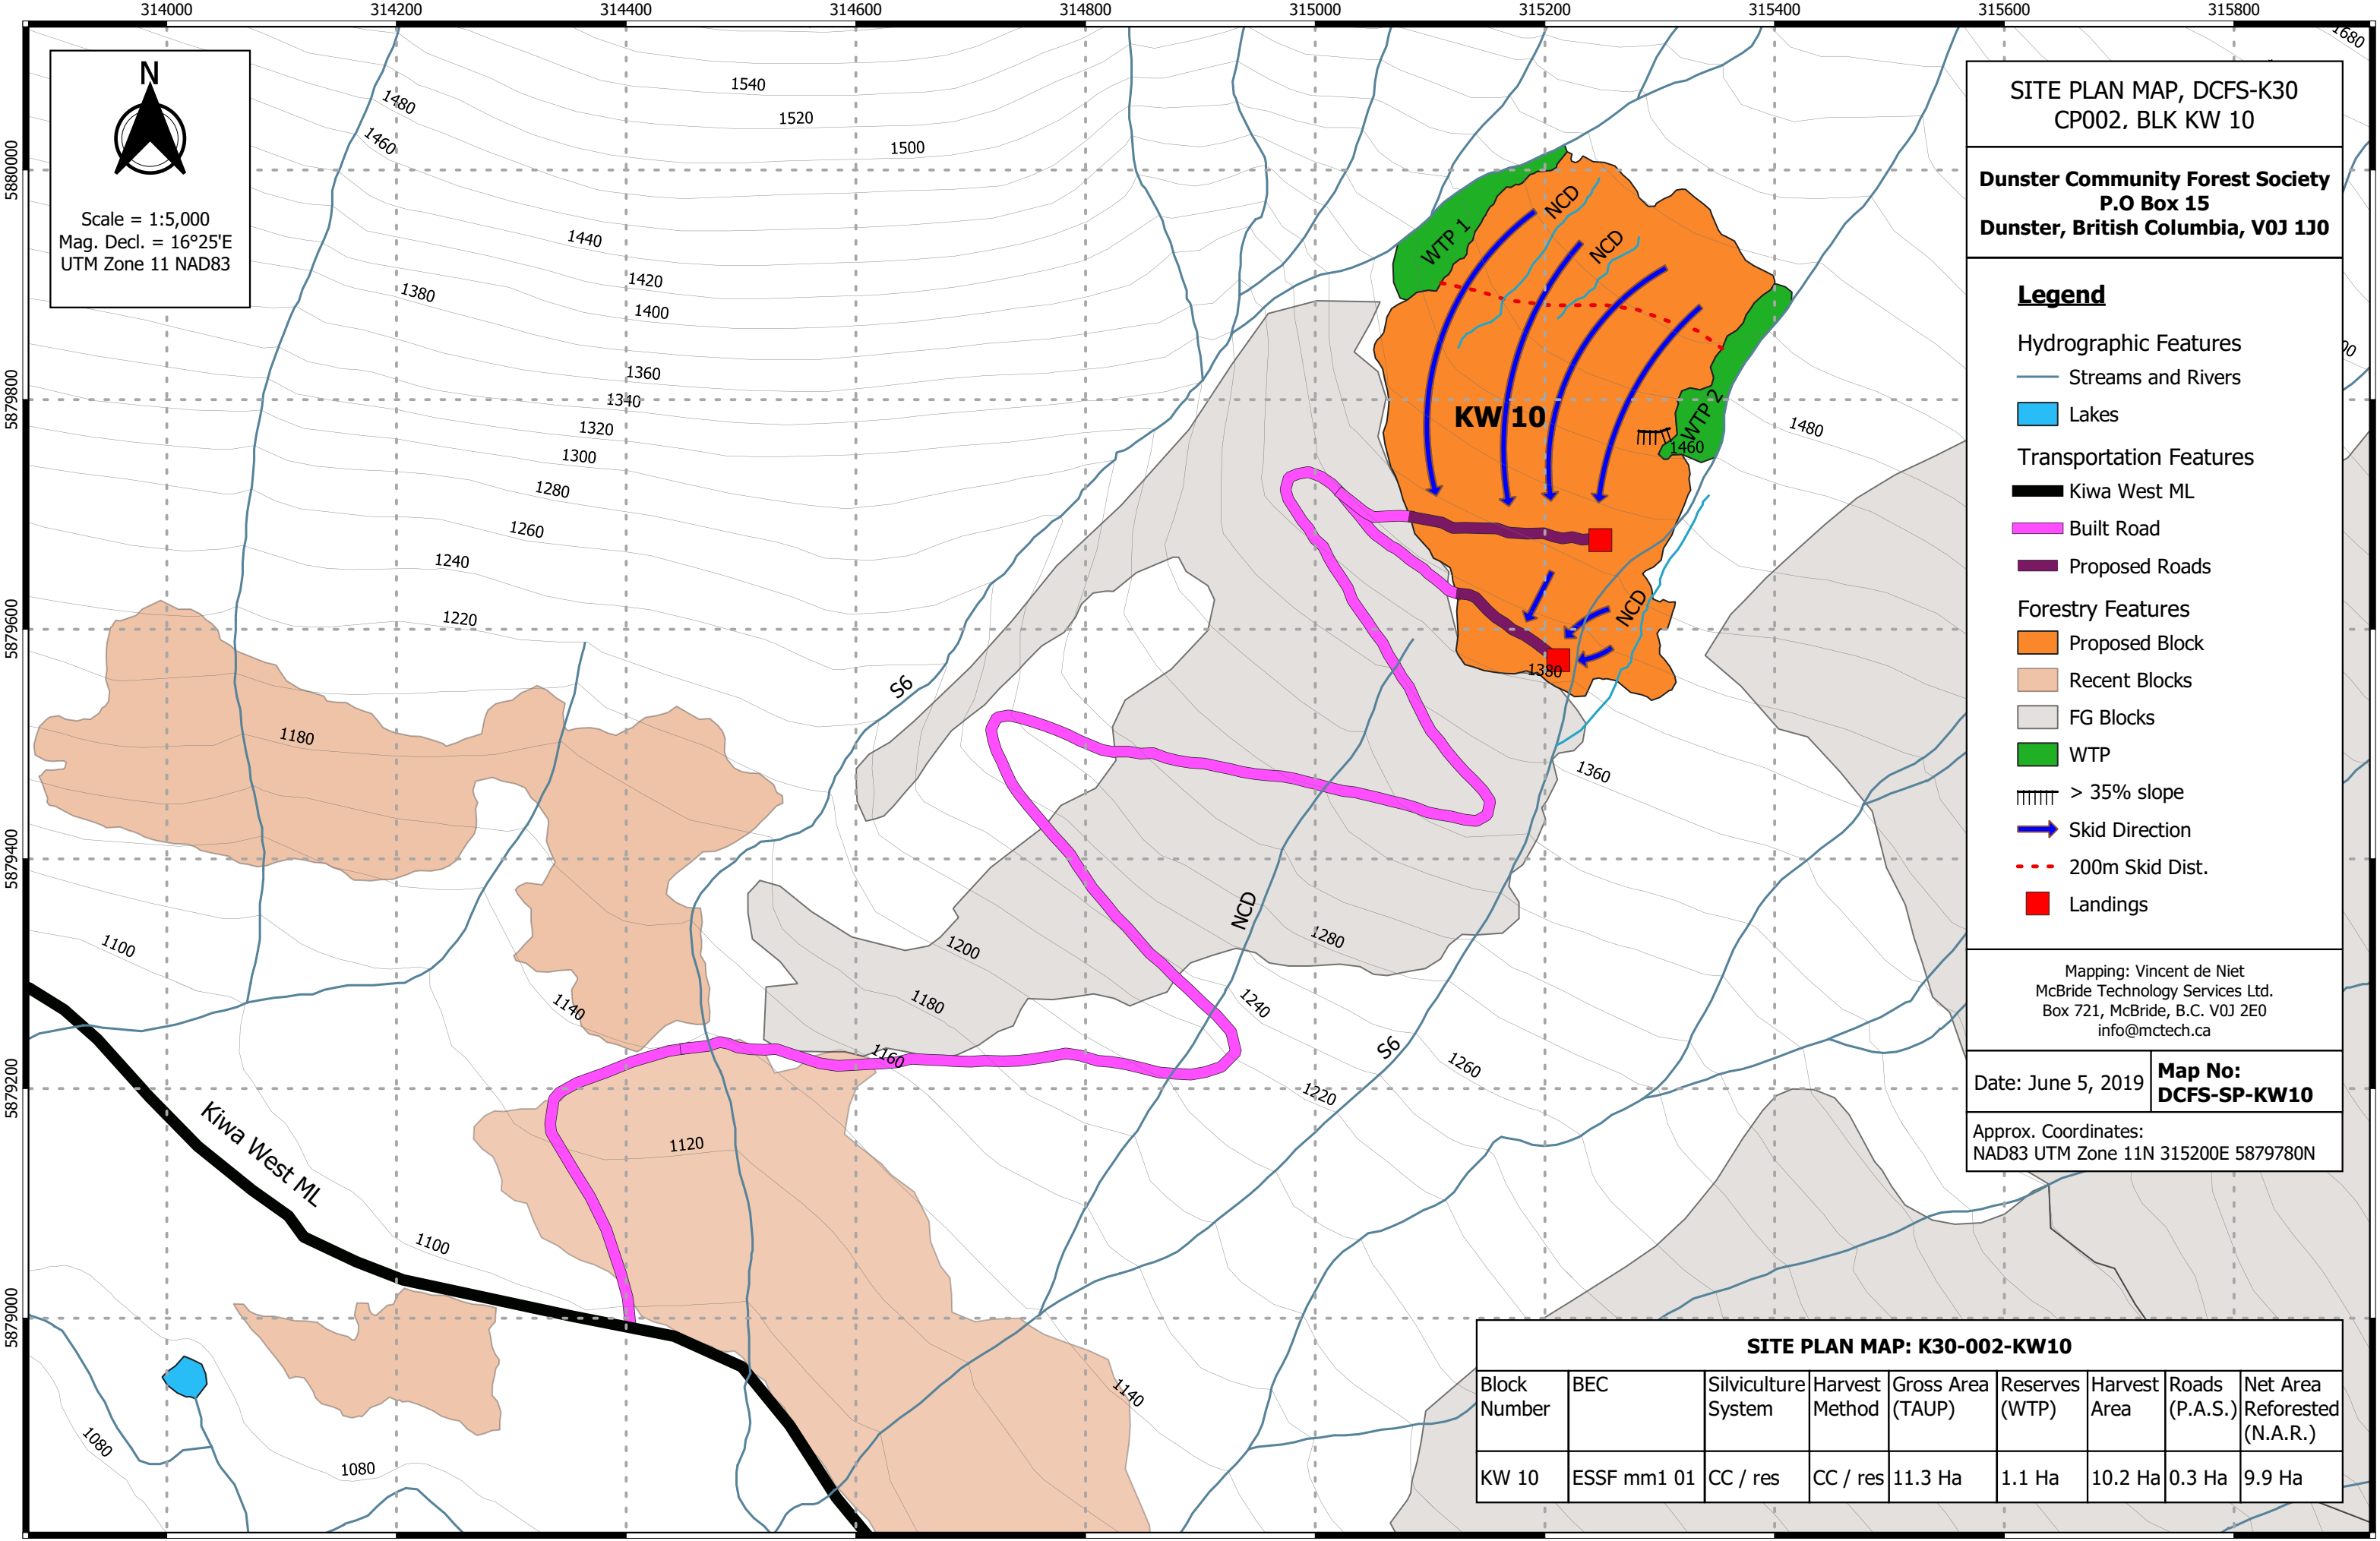 314000 314200 314400 314600 314800 315000 315200 315400 315600 315800
5880000
5879800
5879600
5879400
5879200
5879000
N
Scale = 1:5,000
Mag. Decl. = 16°25'E
UTM Zone 11 NAD83
1480
1460
1540
1520
1500
1440
1420
1400
1380
1360
1340
1320
1300
1280
1260
1240
1220
1180
1100
1140
1200
1180
1160
1120
1100
1080
1080
1140
1240
1220
1260
1280
1360
1380
1460
1480
1680
S6
S6
NCD
NCD
NCD
NCD
WTP 1
WTP 2
KW 10
Kiwa West ML
SITE PLAN MAP, DCFS-K30
CP002, BLK KW 10
Dunster Community Forest Society
P.O Box 15
Dunster, British Columbia, V0J 1J0
Legend
Hydrographic Features
Streams and Rivers
Lakes
Transportation Features
Kiwa West ML
Built Road
Proposed Roads
Forestry Features
Proposed Block
Recent Blocks
FG Blocks
WTP
> 35% slope
Skid Direction
200m Skid Dist.
Landings
Mapping: Vincent de Niet
McBride Technology Services Ltd.
Box 721, McBride, B.C. V0J 2E0
info@mctech.ca
Date: June 5, 2019
Map No:
DCFS-SP-KW10
Approx. Coordinates:
NAD83 UTM Zone 11N 315200E 5879780N
SITE PLAN MAP: K30-002-KW10
Block Number BEC Silviculture System Harvest Method Gross Area (TAUP) Reserves (WTP) Harvest Area Roads (P.A.S.) Net Area Reforested (N.A.R.)
KW 10 ESSF mm1 01 CC / res CC / res 11.3 Ha 1.1 Ha 10.2 Ha 0.3 Ha 9.9 Ha